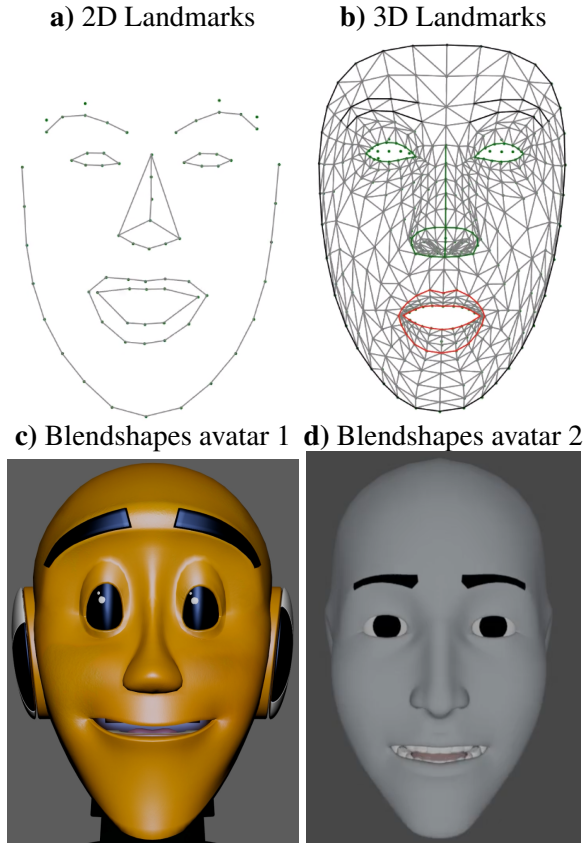 a) 2D Landmarks
b) 3D Landmarks
c) Blendshapes avatar 1
d) Blendshapes avatar 2